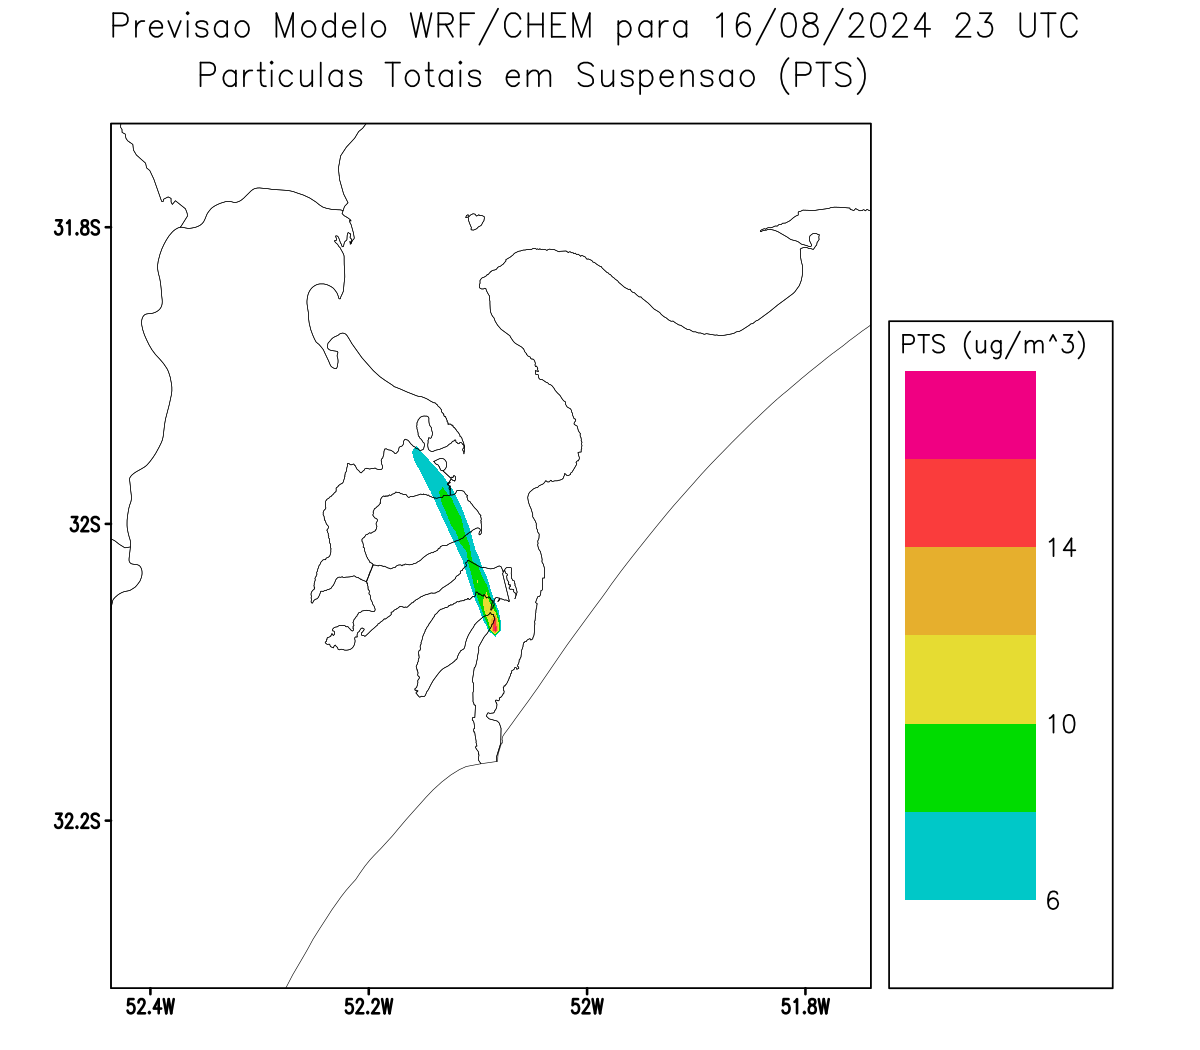 Previsao Modelo WRF/CHEM para 16/08/2024 23 UTC
Particulas Totais em Suspensao (PTS)
31.8S
32S
32.2S
52.4W
52.2W
52W
51.8W
PTS (ug/m^3)
14
10
6